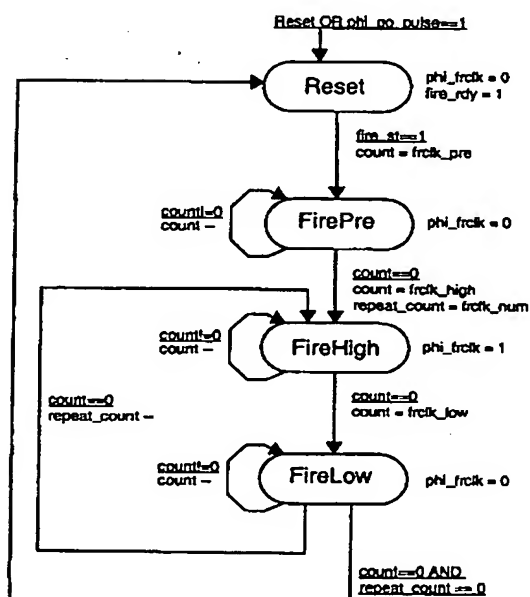 Reset OR phi_no_pulse==1
Reset
phi_frclk = 0
fire_rdy = 1
fire_st==1
count = frclk_pre
count!=0
count –
FirePre
phi_frclk = 0
count==0
count = frclk_high
repeat_count = frclk_num
count!=0
count –
FireHigh
phi_frclk = 1
count==0
repeat_count –
count==0
count = frclk_low
count!=0
count –
FireLow
phi_frclk = 0
count==0 AND
repeat_count == 0